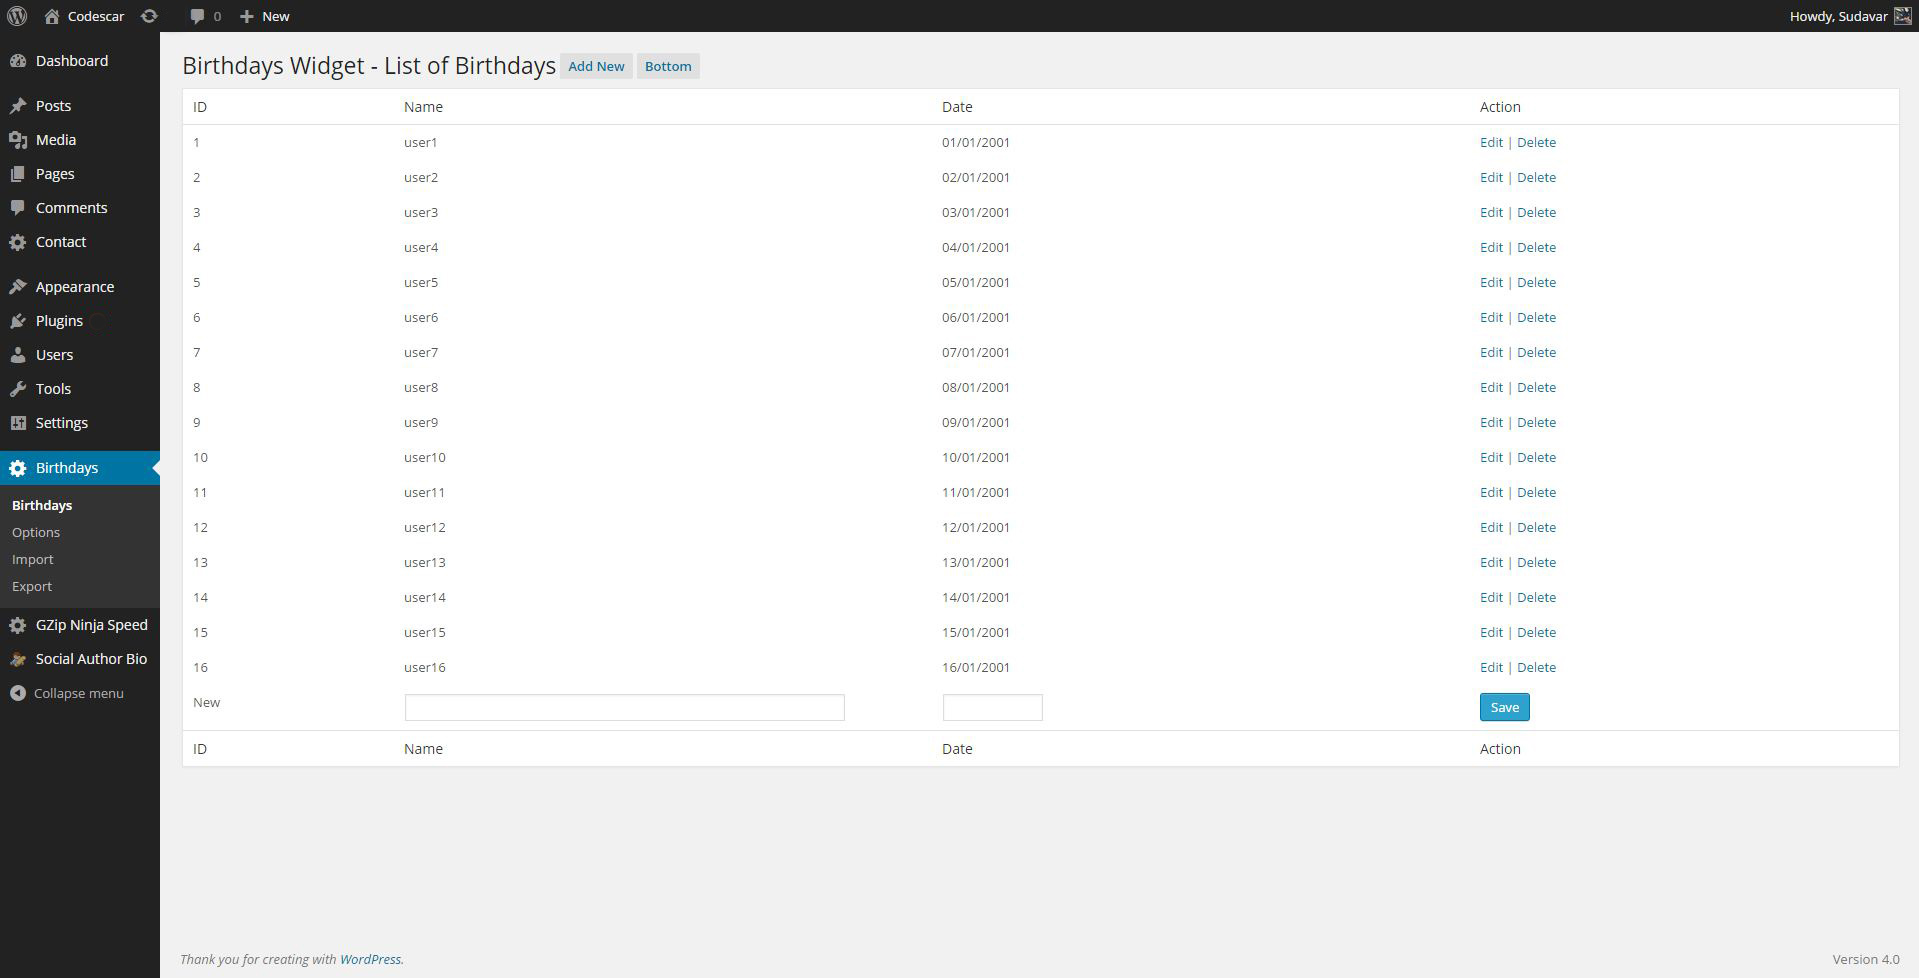 Codescar 0 New Howdy, Sudavar
Dashboard
Posts
Media
Pages
Comments
Contact
Appearance
Plugins
Users
Tools
Settings
Birthdays
Birthdays
Options
Import
Export
GZip Ninja Speed
Social Author Bio
Collapse menu
Birthdays Widget - List of Birthdays Add New Bottom
ID Name Date Action
1 user1 01/01/2001 Edit | Delete
2 user2 02/01/2001 Edit | Delete
3 user3 03/01/2001 Edit | Delete
4 user4 04/01/2001 Edit | Delete
5 user5 05/01/2001 Edit | Delete
6 user6 06/01/2001 Edit | Delete
7 user7 07/01/2001 Edit | Delete
8 user8 08/01/2001 Edit | Delete
9 user9 09/01/2001 Edit | Delete
10 user10 10/01/2001 Edit | Delete
11 user11 11/01/2001 Edit | Delete
12 user12 12/01/2001 Edit | Delete
13 user13 13/01/2001 Edit | Delete
14 user14 14/01/2001 Edit | Delete
15 user15 15/01/2001 Edit | Delete
16 user16 16/01/2001 Edit | Delete
New Save
ID Name Date Action
Thank you for creating with WordPress. Version 4.0